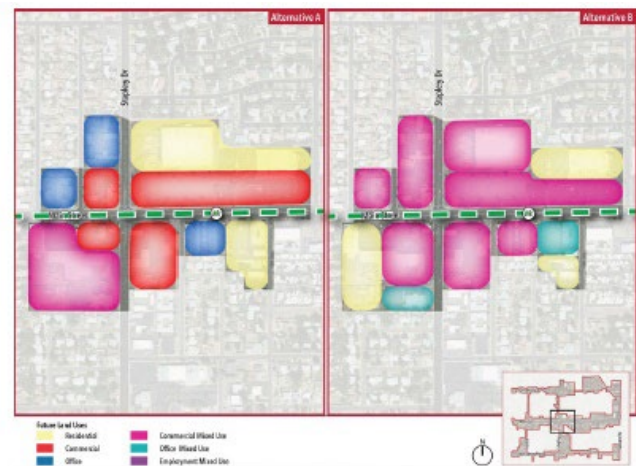 Alternative A
Alternative B
Stapley Dr
Stapley Dr
Future Land Uses
Residential
Commercial
Office
Commercial Mixed Use
Office Mixed Use
Employment Mixed Use
N